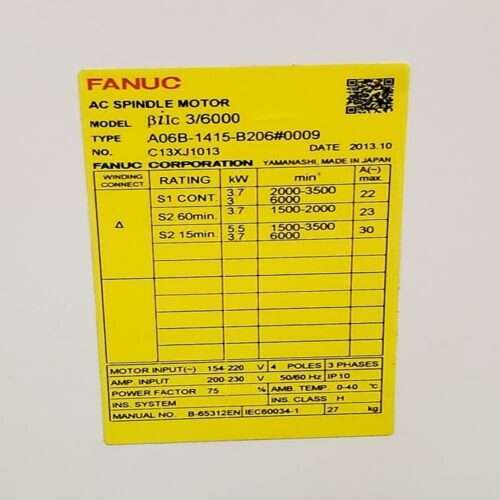 FANUC
AC SPINDLE MOTOR
MODEL βiIc 3/6000
TYPE A06B-1415-B206#0009
NO. C13XJ1013 DATE 2013.10
FANUC CORPORATION YAMANASHI, MADE IN JAPAN
WINDING CONNECT RATING kW min⁻ A(~) max.
Δ S1 CONT. 3.7 2000-3500 22
3 6000
S2 60min. 3.7 1500-2000 23
S2 15min. 5.5 1500-3500 30
3.7 6000
MOTOR INPUT(~) 154-220 V 4 POLES 3 PHASES
AMP. INPUT 200-230 V 50/60 Hz IP10
POWER FACTOR 75 % AMB. TEMP. 0-40 ℃
INS. SYSTEM INS. CLASS H
MANUAL NO. B-65312EN IEC60034-1 27 kg